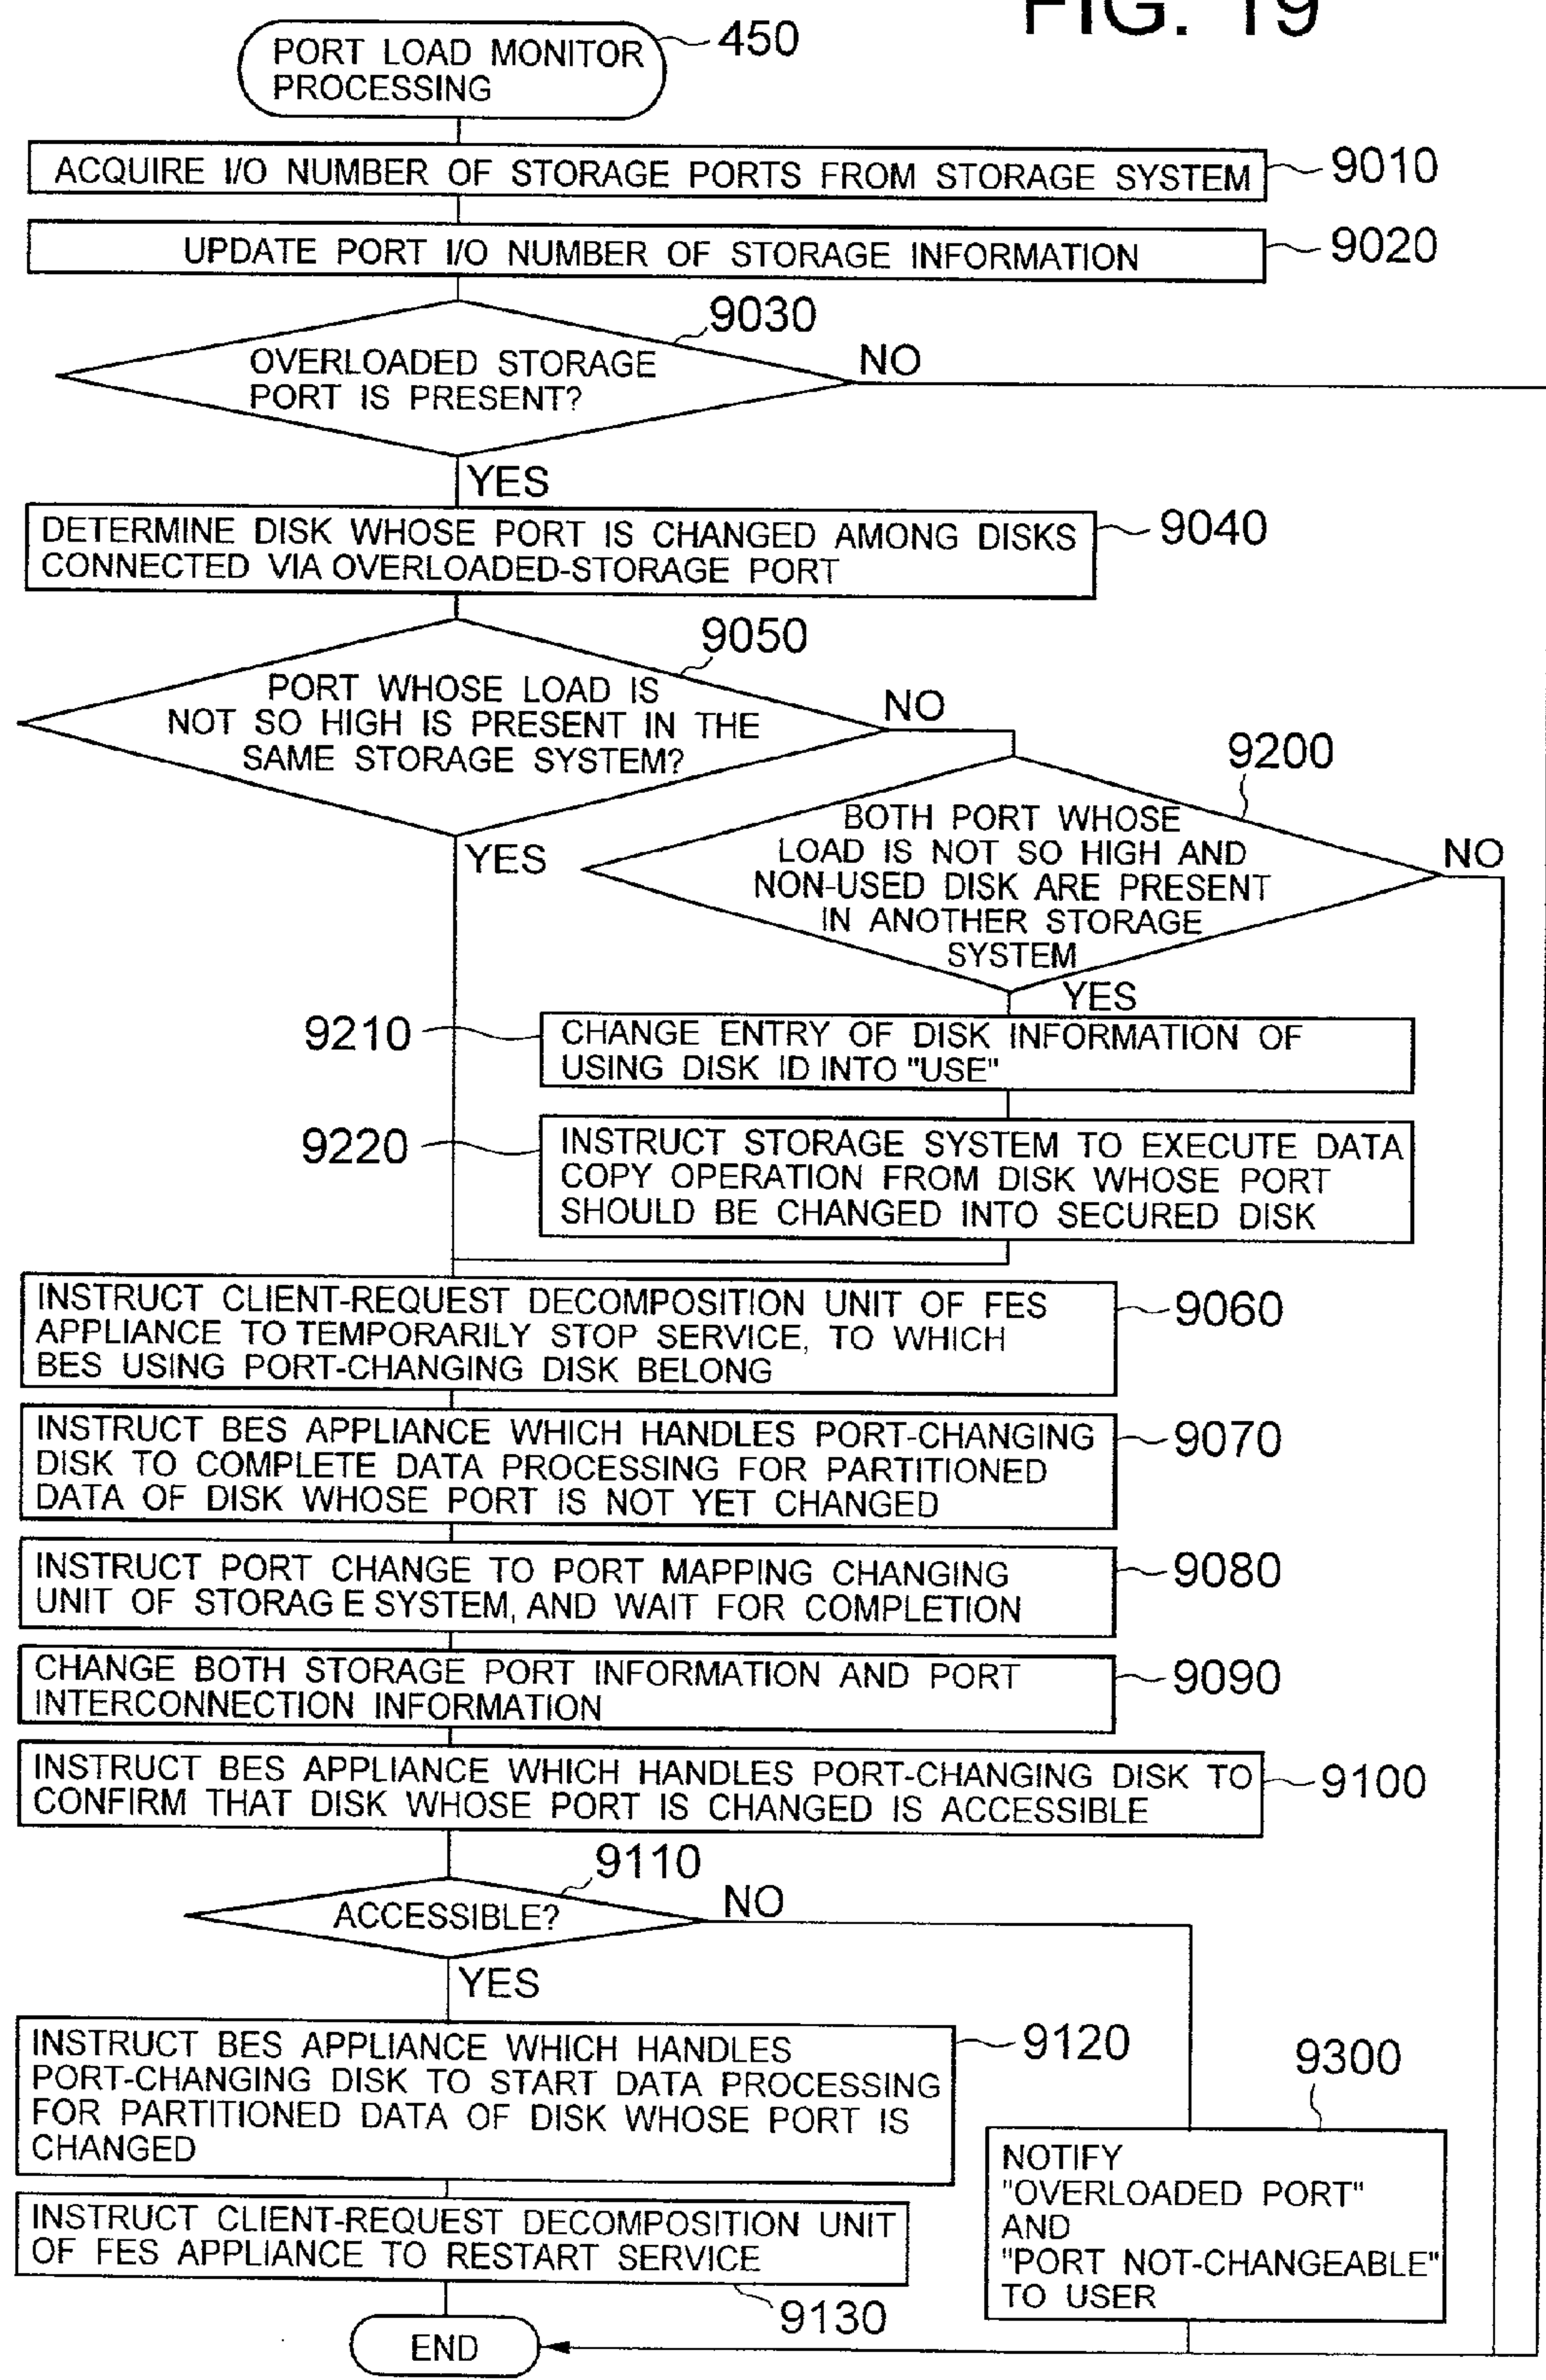 FIG. 19
PORT LOAD MONITOR
PROCESSING
450
ACQUIRE I/O NUMBER OF STORAGE PORTS FROM STORAGE SYSTEM
9010
UPDATE PORT I/O NUMBER OF STORAGE INFORMATION
9020
9030
OVERLOADED STORAGE
PORT IS PRESENT?
NO
YES
DETERMINE DISK WHOSE PORT IS CHANGED AMONG DISKS
CONNECTED VIA OVERLOADED-STORAGE PORT
9040
9050
PORT WHOSE LOAD IS
NOT SO HIGH IS PRESENT IN THE
SAME STORAGE SYSTEM?
NO
YES
9200
BOTH PORT WHOSE
LOAD IS NOT SO HIGH AND
NON-USED DISK ARE PRESENT
IN ANOTHER STORAGE
SYSTEM
NO
YES
9210
CHANGE ENTRY OF DISK INFORMATION OF
USING DISK ID INTO "USE"
9220
INSTRUCT STORAGE SYSTEM TO EXECUTE DATA
COPY OPERATION FROM DISK WHOSE PORT
SHOULD BE CHANGED INTO SECURED DISK
INSTRUCT CLIENT-REQUEST DECOMPOSITION UNIT OF FES
APPLIANCE TO TEMPORARILY STOP SERVICE, TO WHICH
BES USING PORT-CHANGING DISK BELONG
9060
INSTRUCT BES APPLIANCE WHICH HANDLES PORT-CHANGING
DISK TO COMPLETE DATA PROCESSING FOR PARTITIONED
DATA OF DISK WHOSE PORT IS NOT YET CHANGED
9070
INSTRUCT PORT CHANGE TO PORT MAPPING CHANGING
UNIT OF STORAG E SYSTEM, AND WAIT FOR COMPLETION
9080
CHANGE BOTH STORAGE PORT INFORMATION AND PORT
INTERCONNECTION INFORMATION
9090
INSTRUCT BES APPLIANCE WHICH HANDLES PORT-CHANGING DISK TO
CONFIRM THAT DISK WHOSE PORT IS CHANGED IS ACCESSIBLE
9100
9110
ACCESSIBLE?
NO
YES
INSTRUCT BES APPLIANCE WHICH HANDLES
PORT-CHANGING DISK TO START DATA PROCESSING
FOR PARTITIONED DATA OF DISK WHOSE PORT IS
CHANGED
9120
9300
NOTIFY
"OVERLOADED PORT"
AND
"PORT NOT-CHANGEABLE"
TO USER
INSTRUCT CLIENT-REQUEST DECOMPOSITION UNIT
OF FES APPLIANCE TO RESTART SERVICE
9130
END